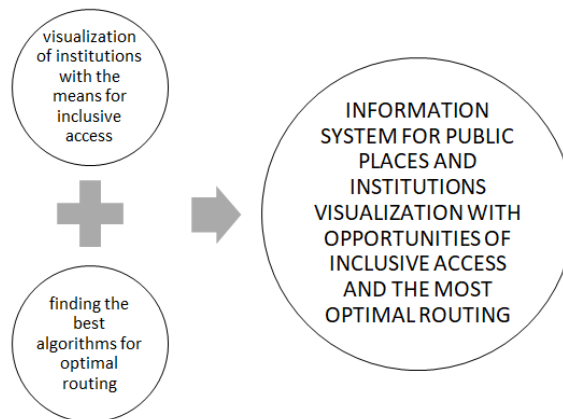 visualization
of institutions
with the
means for
inclusive
access
finding the
best
algorithms for
optimal
routing
INFORMATION
SYSTEM FOR PUBLIC
PLACES AND
INSTITUTIONS
VISUALIZATION WITH
OPPORTUNITIES OF
INCLUSIVE ACCESS
AND THE MOST
OPTIMAL ROUTING